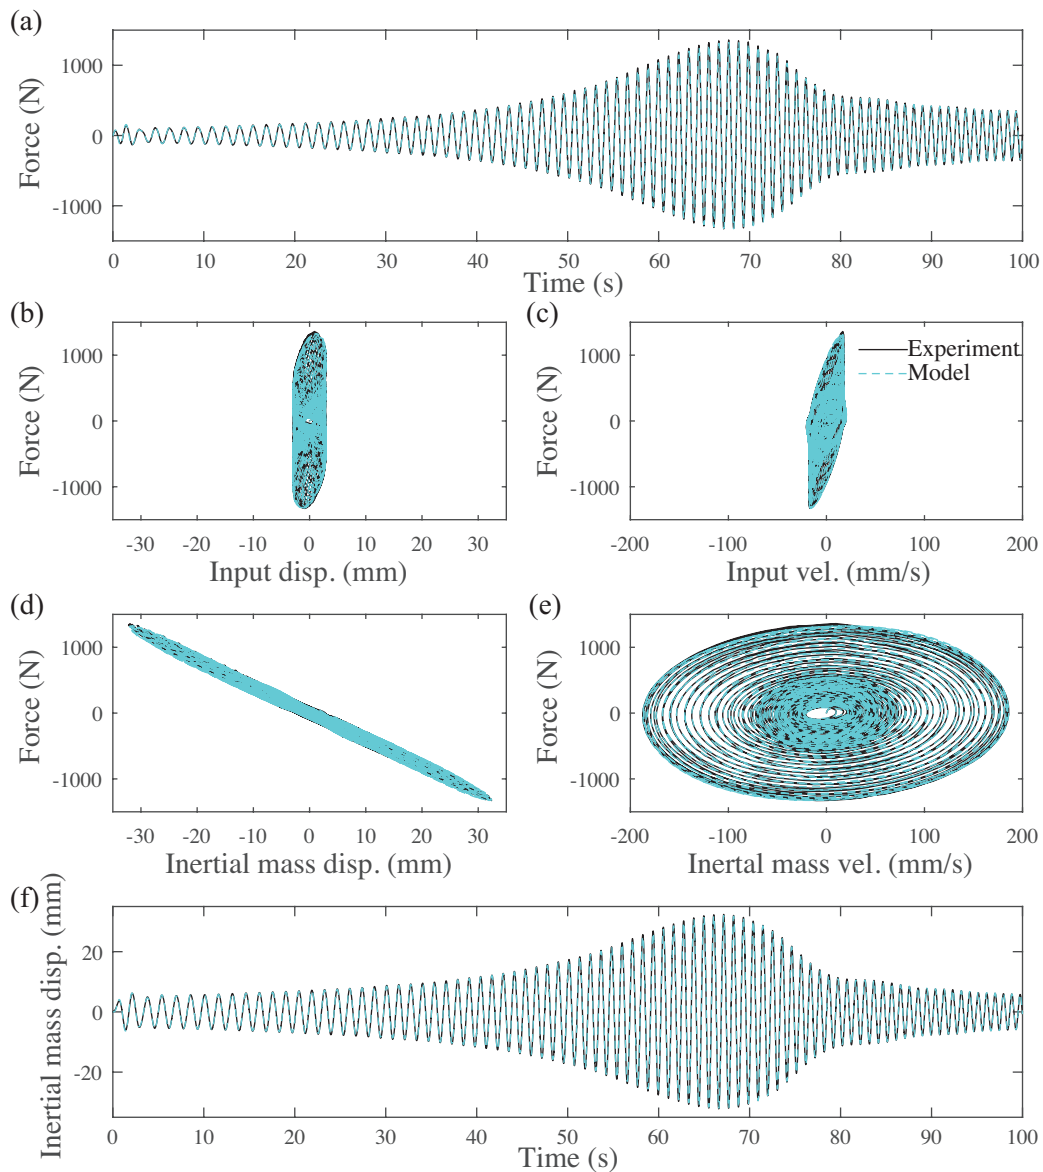 (a)
Force (N)
1000
0
-1000
0 10 20 30 40 50 60 70 80 90 100
Time (s)
(b)
Force (N)
1000
0
-1000
-30 -20 -10 0 10 20 30
Input disp. (mm)
(c)
Force (N)
1000
0
-1000
Experiment
Model
-200 -100 0 100 200
Input vel. (mm/s)
(d)
Force (N)
1000
0
-1000
-30 -20 -10 0 10 20 30
Inertial mass disp. (mm)
(e)
Force (N)
1000
0
-1000
-200 -100 0 100 200
Inertal mass vel. (mm/s)
(f)
Inertial mass disp. (mm)
20
0
-20
0 10 20 30 40 50 60 70 80 90 100
Time (s)